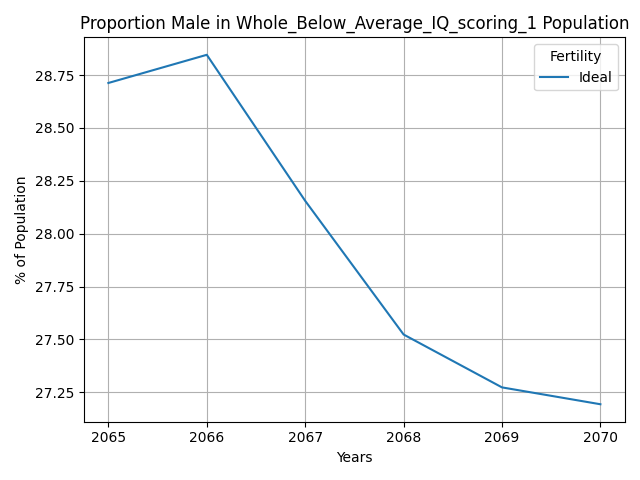 Proportion Male in Whole_Below_Average_IQ_scoring_1 Population
Fertility
Ideal
28.75
28.50
28.25
28.00
27.75
27.50
27.25
% of Population
2065 2066 2067 2068 2069 2070
Years